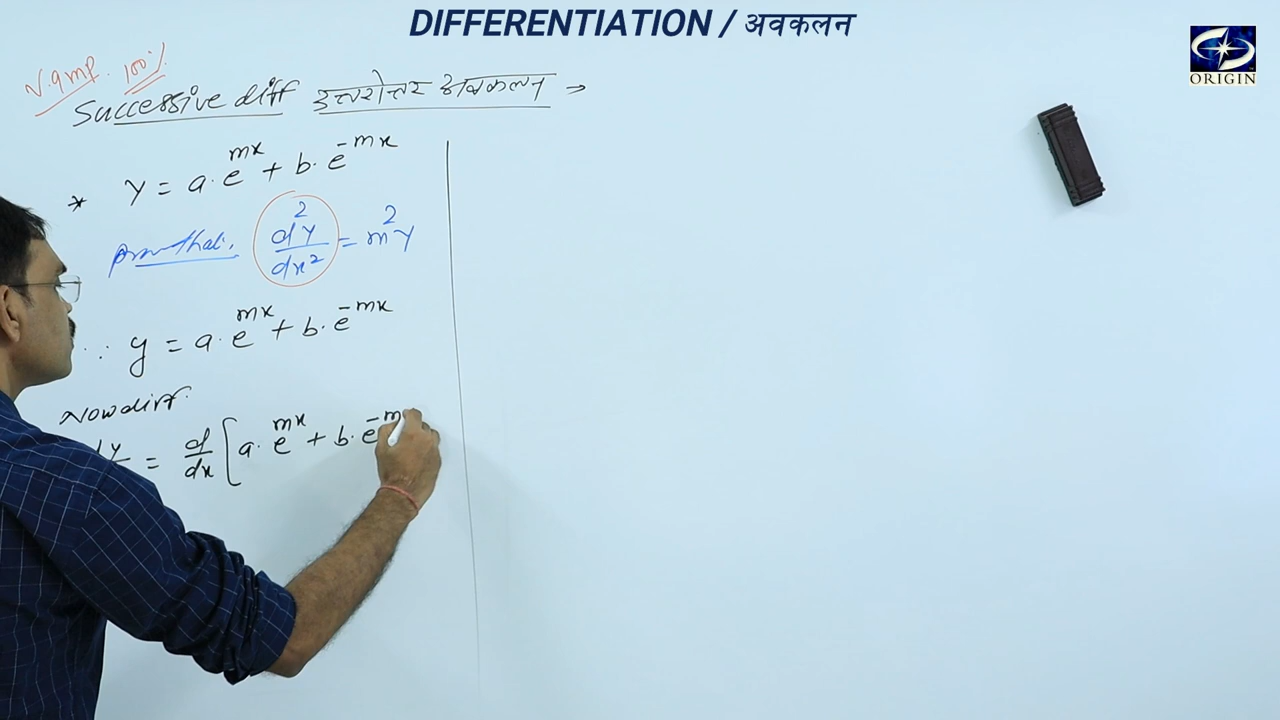 DIFFERENTIATION / अवकलन
ORIGIN
V. Imp. 100%
Successive diff उत्तरोत्तर अवकलन →
* y = a·e^mx + b·e^-mx
prove that. d²y/dx² = m²y
∵ y = a·e^mx + b·e^-mx
Now diff.
= d/dx [a·e^mx + b·e^-m